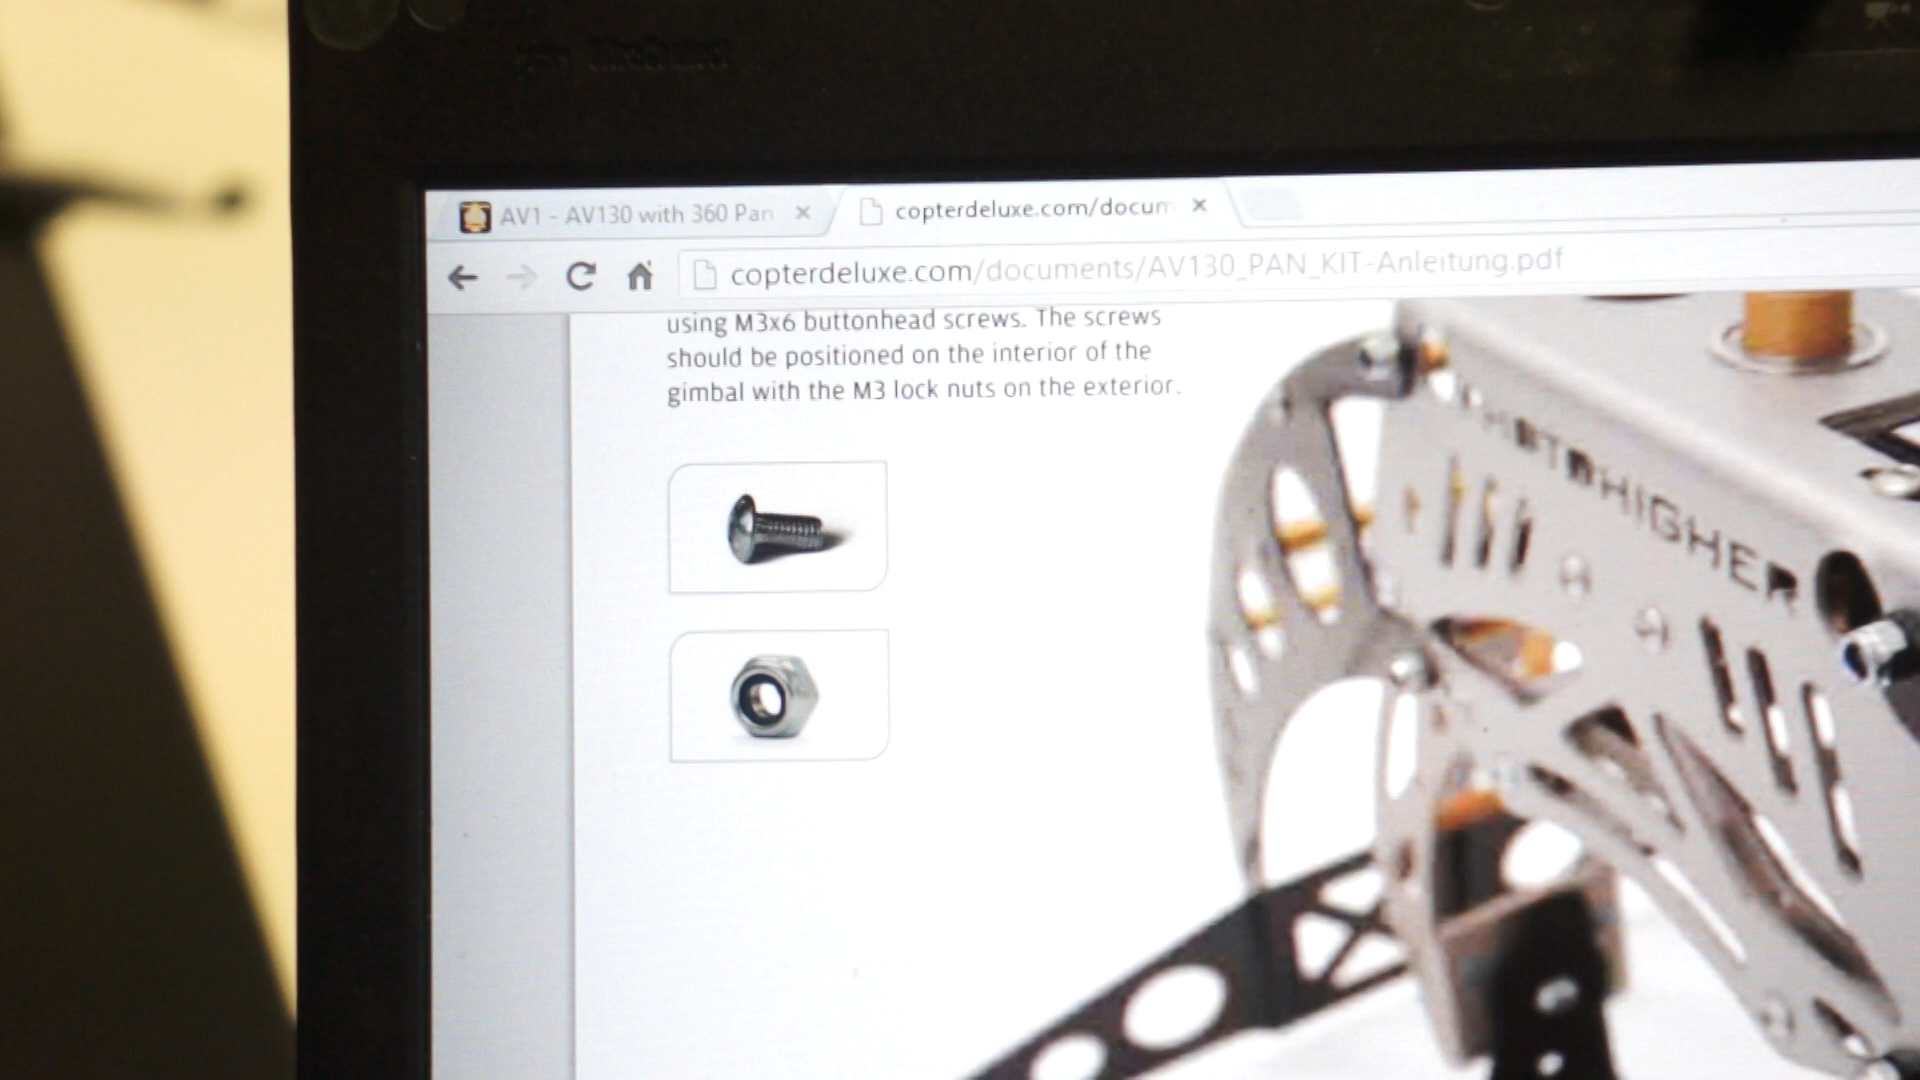 AV1 - AV130 with 360 Pan
copterdeluxe.com/docum
copterdeluxe.com/documents/AV130_PAN_KIT-Anleitung.pdf
using M3x6 buttonhead screws. The screws
should be positioned on the interior of the
gimbal with the M3 lock nuts on the exterior.
PHOTOHIGHER